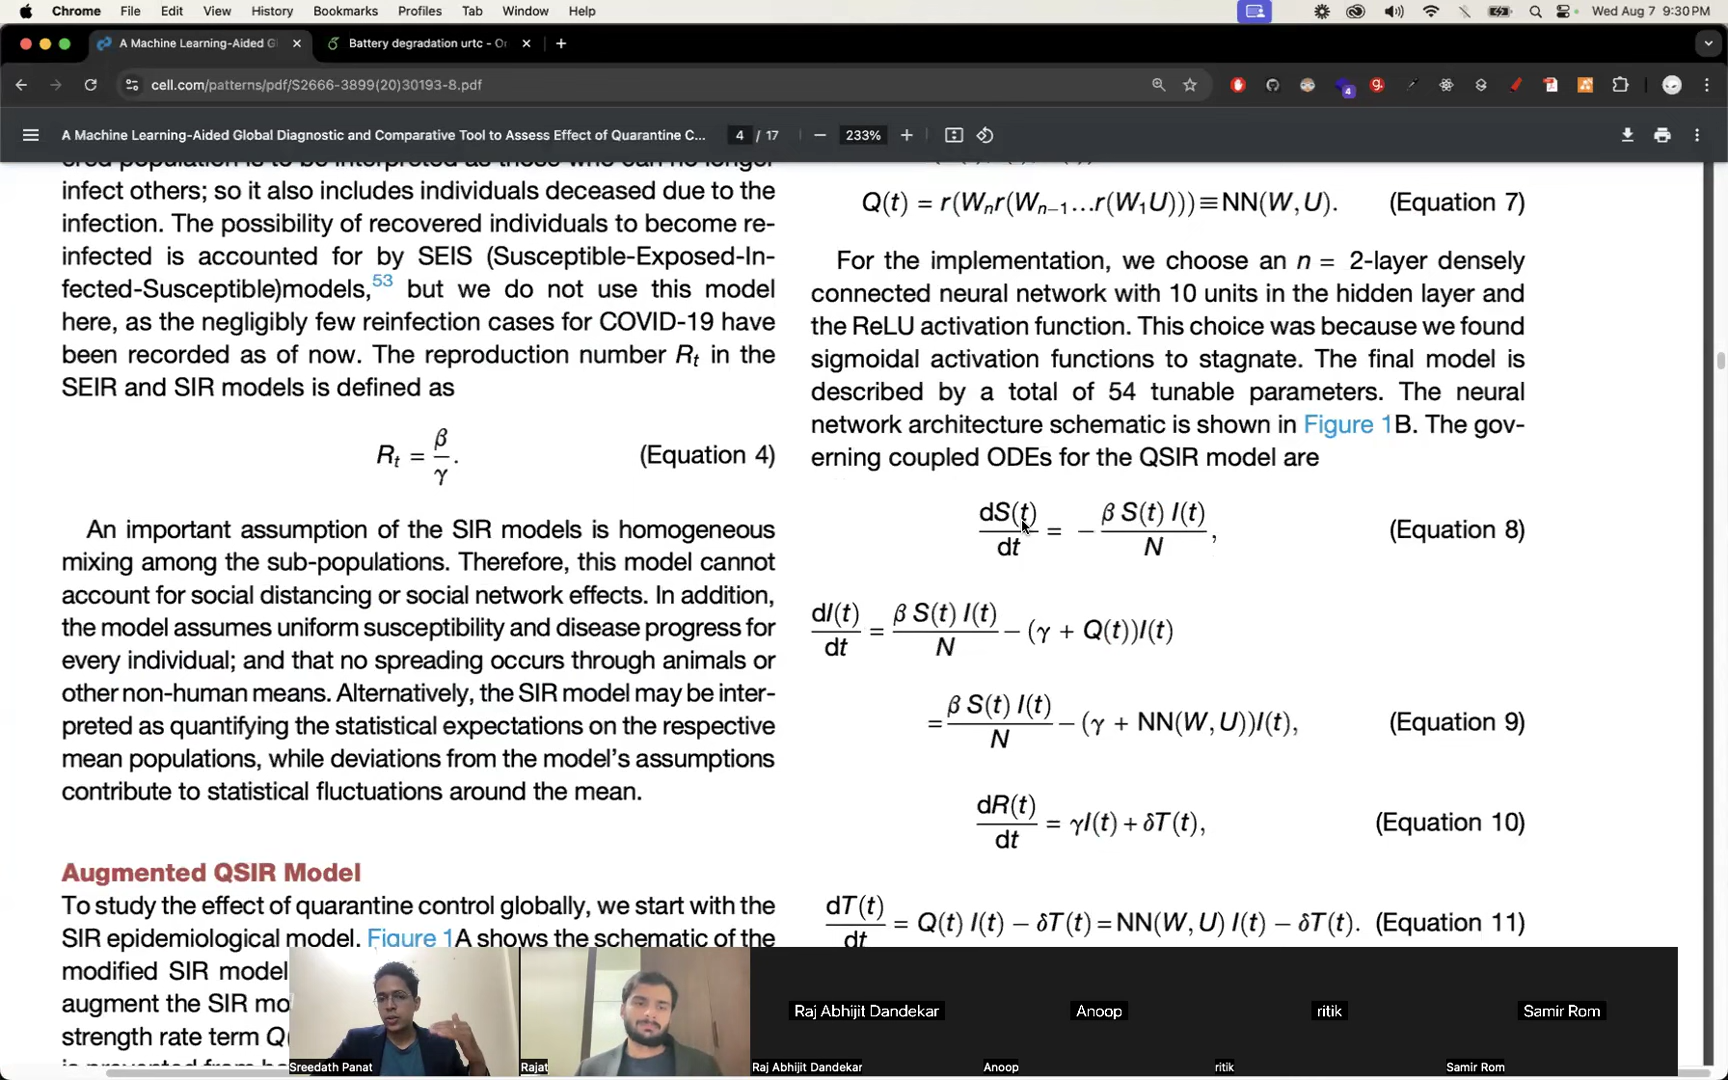 Chrome File Edit View History Bookmarks Profiles Tab Window Help Wed Aug 7 9:30 PM
A Machine Learning-Aided Gl
Battery degradation urtc - O
cell.com/patterns/pdf/S2666-3899(20)30193-8.pdf
4
A Machine Learning-Aided Global Diagnostic and Comparative Tool to Assess Effect of Quarantine C... 4 / 17 233%
ered population is to be interpreted as those who can no longer
infect others; so it also includes individuals deceased due to the
infection. The possibility of recovered individuals to become re-
infected is accounted for by SEIS (Susceptible-Exposed-In-
fected-Susceptible)models,53 but we do not use this model
here, as the negligibly few reinfection cases for COVID-19 have
been recorded as of now. The reproduction number Rt in the
SEIR and SIR models is defined as
Rt = β/γ. (Equation 4)
An important assumption of the SIR models is homogeneous
mixing among the sub-populations. Therefore, this model cannot
account for social distancing or social network effects. In addition,
the model assumes uniform susceptibility and disease progress for
every individual; and that no spreading occurs through animals or
other non-human means. Alternatively, the SIR model may be inter-
preted as quantifying the statistical expectations on the respective
mean populations, while deviations from the model's assumptions
contribute to statistical fluctuations around the mean.
Augmented QSIR Model
To study the effect of quarantine control globally, we start with the
SIR epidemiological model. Figure 1A shows the schematic of the
modified SIR model
augment the SIR mo
strength rate term Q
Q(t) = r(Wnr(Wn−1...r(W1U)))≡NN(W, U). (Equation 7)
For the implementation, we choose an n = 2-layer densely
connected neural network with 10 units in the hidden layer and
the ReLU activation function. This choice was because we found
sigmoidal activation functions to stagnate. The final model is
described by a total of 54 tunable parameters. The neural
network architecture schematic is shown in Figure 1B. The gov-
erning coupled ODEs for the QSIR model are
dS(t)/dt = − β S(t) I(t)/N, (Equation 8)
dI(t)/dt = β S(t) I(t)/N − (γ + Q(t))I(t)
= β S(t) I(t)/N − (γ + NN(W, U))I(t), (Equation 9)
dR(t)/dt = γI(t) + δT(t), (Equation 10)
dT(t)/dt = Q(t) I(t) − δT(t) = NN(W, U) I(t) − δT(t). (Equation 11)
Raj Abhijit Dandekar Anoop ritik Samir Rom
Sreedath Panat Rajat Raj Abhijit Dandekar Anoop ritik Samir Rom